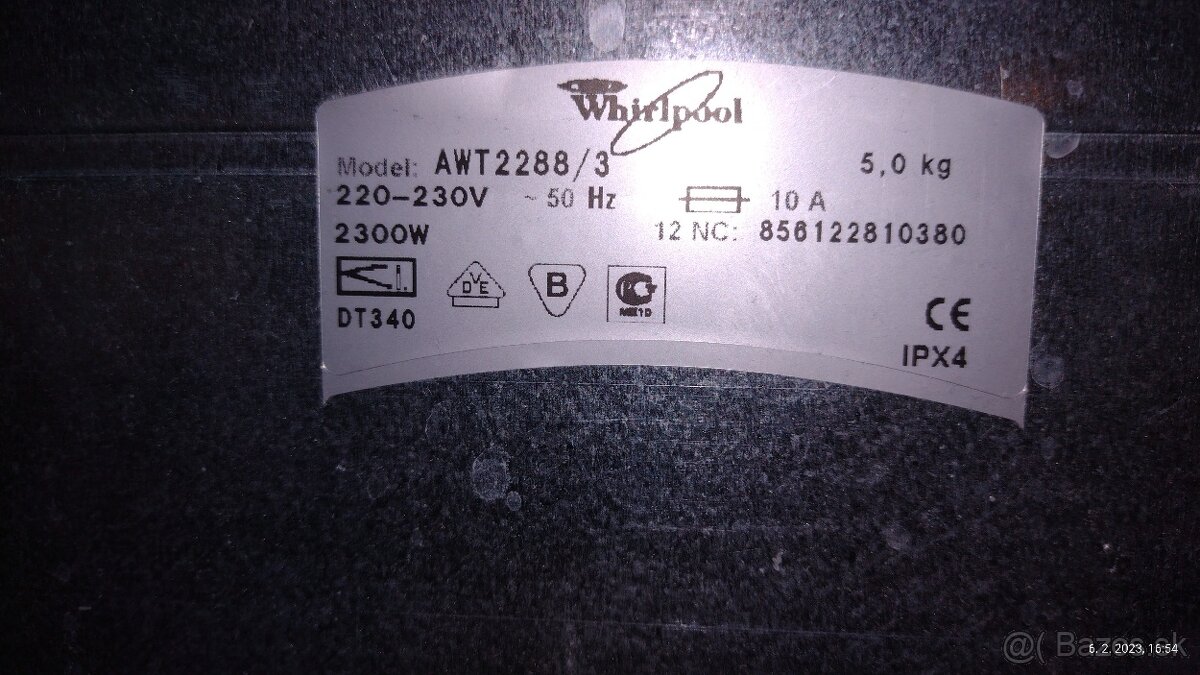 Whirlpool
Model: AWT2288/3 5,0 kg
220-230V ~ 50 Hz 10 A
2300W 12 NC: 856122810380
DVE B
DT340 CE
IPX4
@( Bazos.sk
6. 2. 2023, 16:54